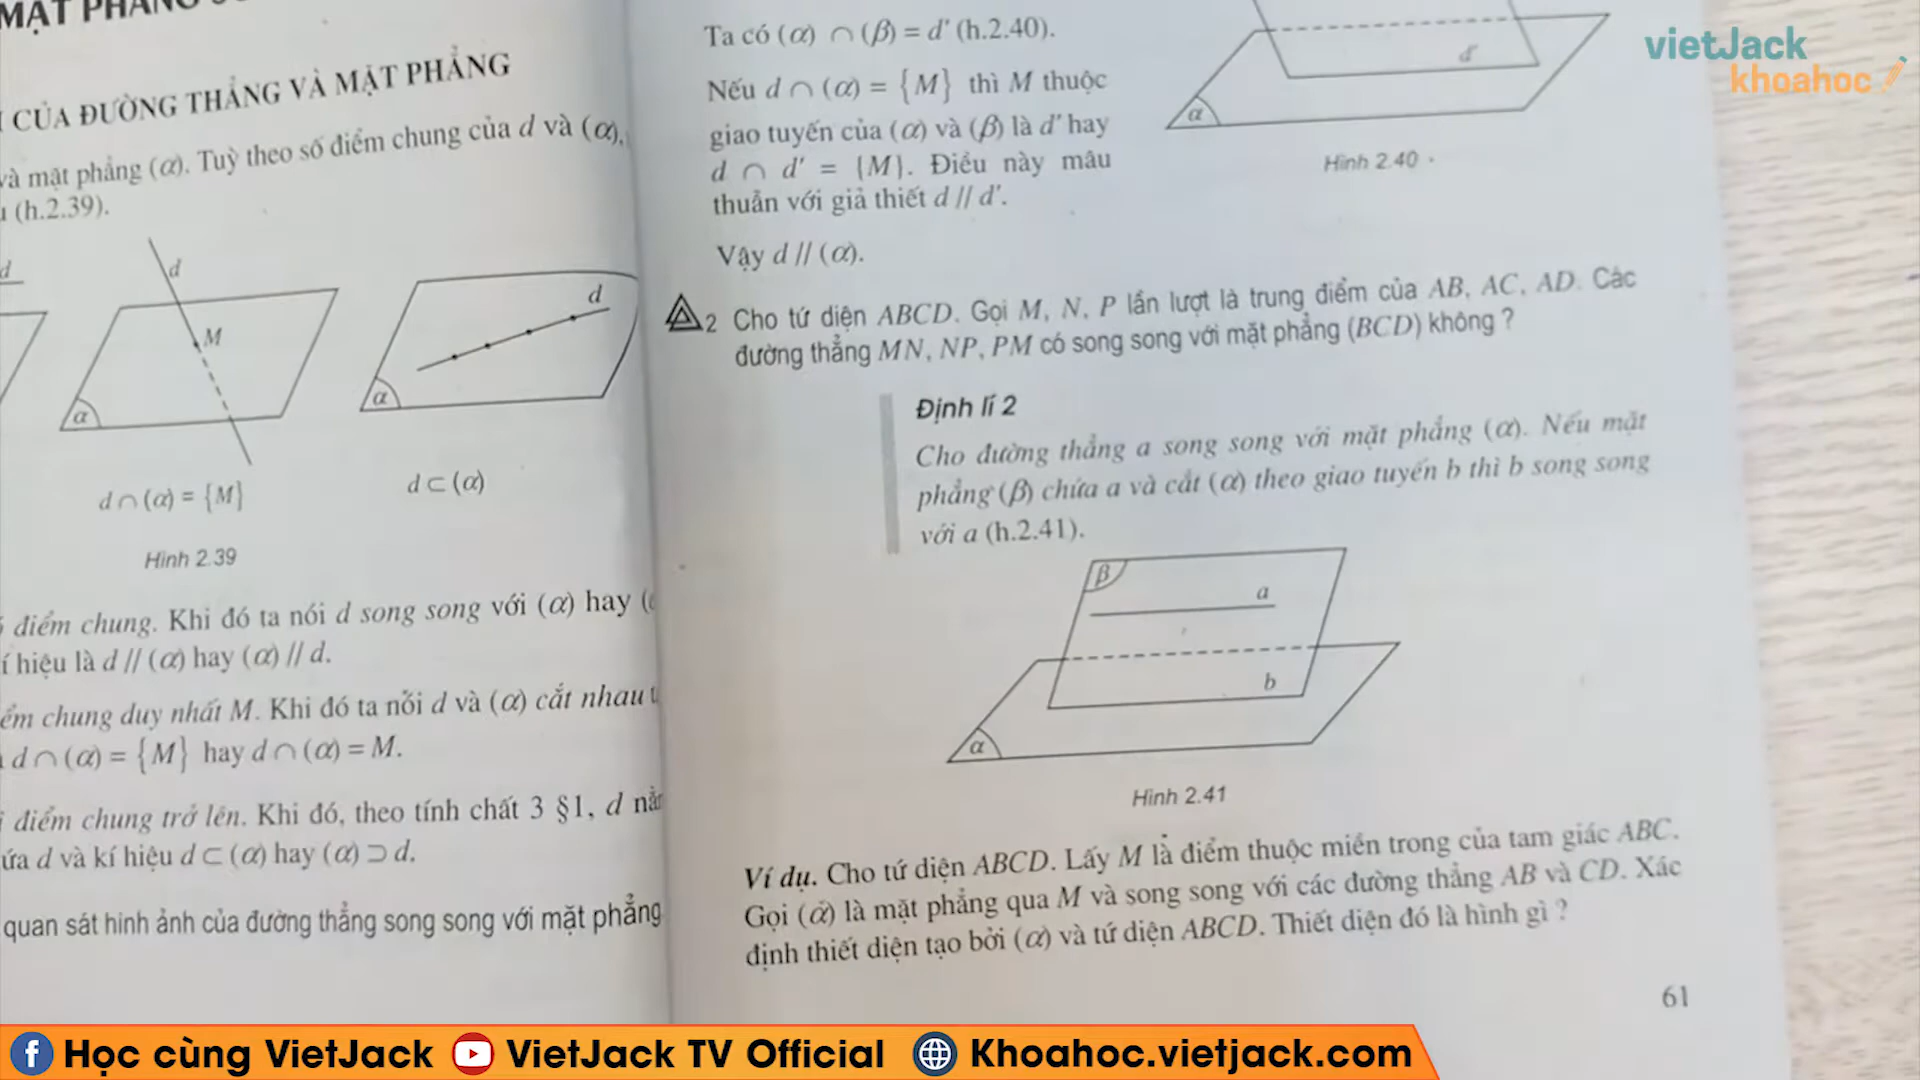 CỦA ĐƯỜNG THẲNG VÀ MẶT PHẲNG
và mặt phẳng (α). Tuỳ theo số điểm chung của d và (α),
(h.2.39).
d
d
M
α
d
α
d ∩ (α) = {M}
d ⊂ (α)
Hình 2.39
điểm chung. Khi đó ta nói d song song với (α) hay
hiệu là d // (α) hay (α) // d.
điểm chung duy nhất M. Khi đó ta nói d và (α) cắt nhau
d ∩ (α) = {M} hay d ∩ (α) = M.
điểm chung trở lên. Khi đó, theo tính chất 3 §1, d
d và kí hiệu d ⊂ (α) hay (α) ⊃ d.
quan sát hình ảnh của đường thẳng song song với mặt phẳng
Ta có (α) ∩ (β) = d' (h.2.40).
Nếu d ∩ (α) = {M} thì M thuộc
giao tuyến của (α) và (β) là d' hay
d ∩ d' = {M}. Điều này mâu
thuẫn với giả thiết d // d'.
Vậy d // (α).
d'
α
Hình 2.40
2 Cho tứ diện ABCD. Gọi M, N, P lần lượt là trung điểm của AB, AC, AD. Các
đường thẳng MN, NP, PM có song song với mặt phẳng (BCD) không ?
Định lí 2
Cho đường thẳng a song song với mặt phẳng (α). Nếu mặt
phẳng (β) chứa a và cắt (α) theo giao tuyến b thì b song song
với a (h.2.41).
β
a
b
α
Hình 2.41
Ví dụ. Cho tứ diện ABCD. Lấy M là điểm thuộc miền trong của tam giác ABC.
Gọi (α) là mặt phẳng qua M và song song với các đường thẳng AB và CD. Xác
định thiết diện tạo bởi (α) và tứ diện ABCD. Thiết diện đó là hình gì ?
61
vietJack
khoahoc
Học cùng VietJack VietJack TV Official Khoahoc.vietjack.com